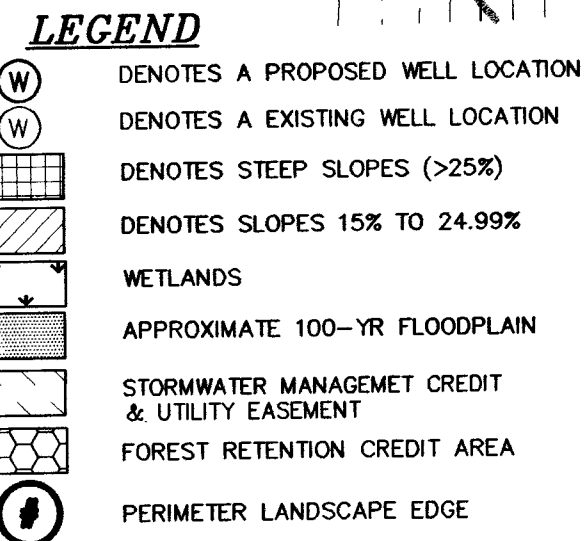 LEGEND
W DENOTES A PROPOSED WELL LOCATION
W DENOTES A EXISTING WELL LOCATION
DENOTES STEEP SLOPES (>25%)
DENOTES SLOPES 15% TO 24.99%
WETLANDS
APPROXIMATE 100-YR FLOODPLAIN
STORMWATER MANAGEMET CREDIT
& UTILITY EASEMENT
FOREST RETENTION CREDIT AREA
# PERIMETER LANDSCAPE EDGE